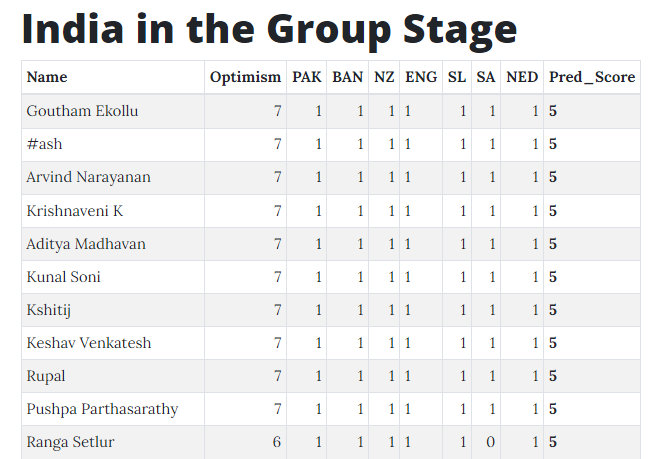 India in the Group Stage
Name Optimism PAK BAN NZ ENG SL SA NED Pred_Score
Goutham Ekollu 7 1 1 1 1 1 1 1 5
#ash 7 1 1 1 1 1 1 1 5
Arvind Narayanan 7 1 1 1 1 1 1 1 5
Krishnaveni K 7 1 1 1 1 1 1 1 5
Aditya Madhavan 7 1 1 1 1 1 1 1 5
Kunal Soni 7 1 1 1 1 1 1 1 5
Kshitij 7 1 1 1 1 1 1 1 5
Keshav Venkatesh 7 1 1 1 1 1 1 1 5
Rupal 7 1 1 1 1 1 1 1 5
Pushpa Parthasarathy 7 1 1 1 1 1 1 1 5
Ranga Setlur 6 1 1 1 1 1 0 1 5